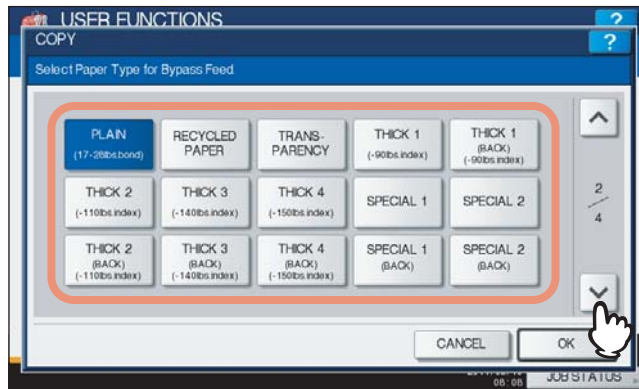 USER FUNCTIONS
?
COPY
?
Select Paper Type for Bypass Feed
PLAIN
(17-28lbs.bond)
RECYCLED
PAPER
TRANS-
PARENCY
THICK 1
(-90lbs.index)
THICK 1
(BACK)
(-90lbs.index)
THICK 2
(-110lbs.index)
THICK 3
(-140lbs.index)
THICK 4
(-150lbs.index)
SPECIAL 1
SPECIAL 2
THICK 2
(BACK)
(-110lbs.index)
THICK 3
(BACK)
(-140lbs.index)
THICK 4
(BACK)
(-150lbs.index)
SPECIAL 1
(BACK)
SPECIAL 2
(BACK)
2
4
CANCEL
OK
08:08
JOB STATUS